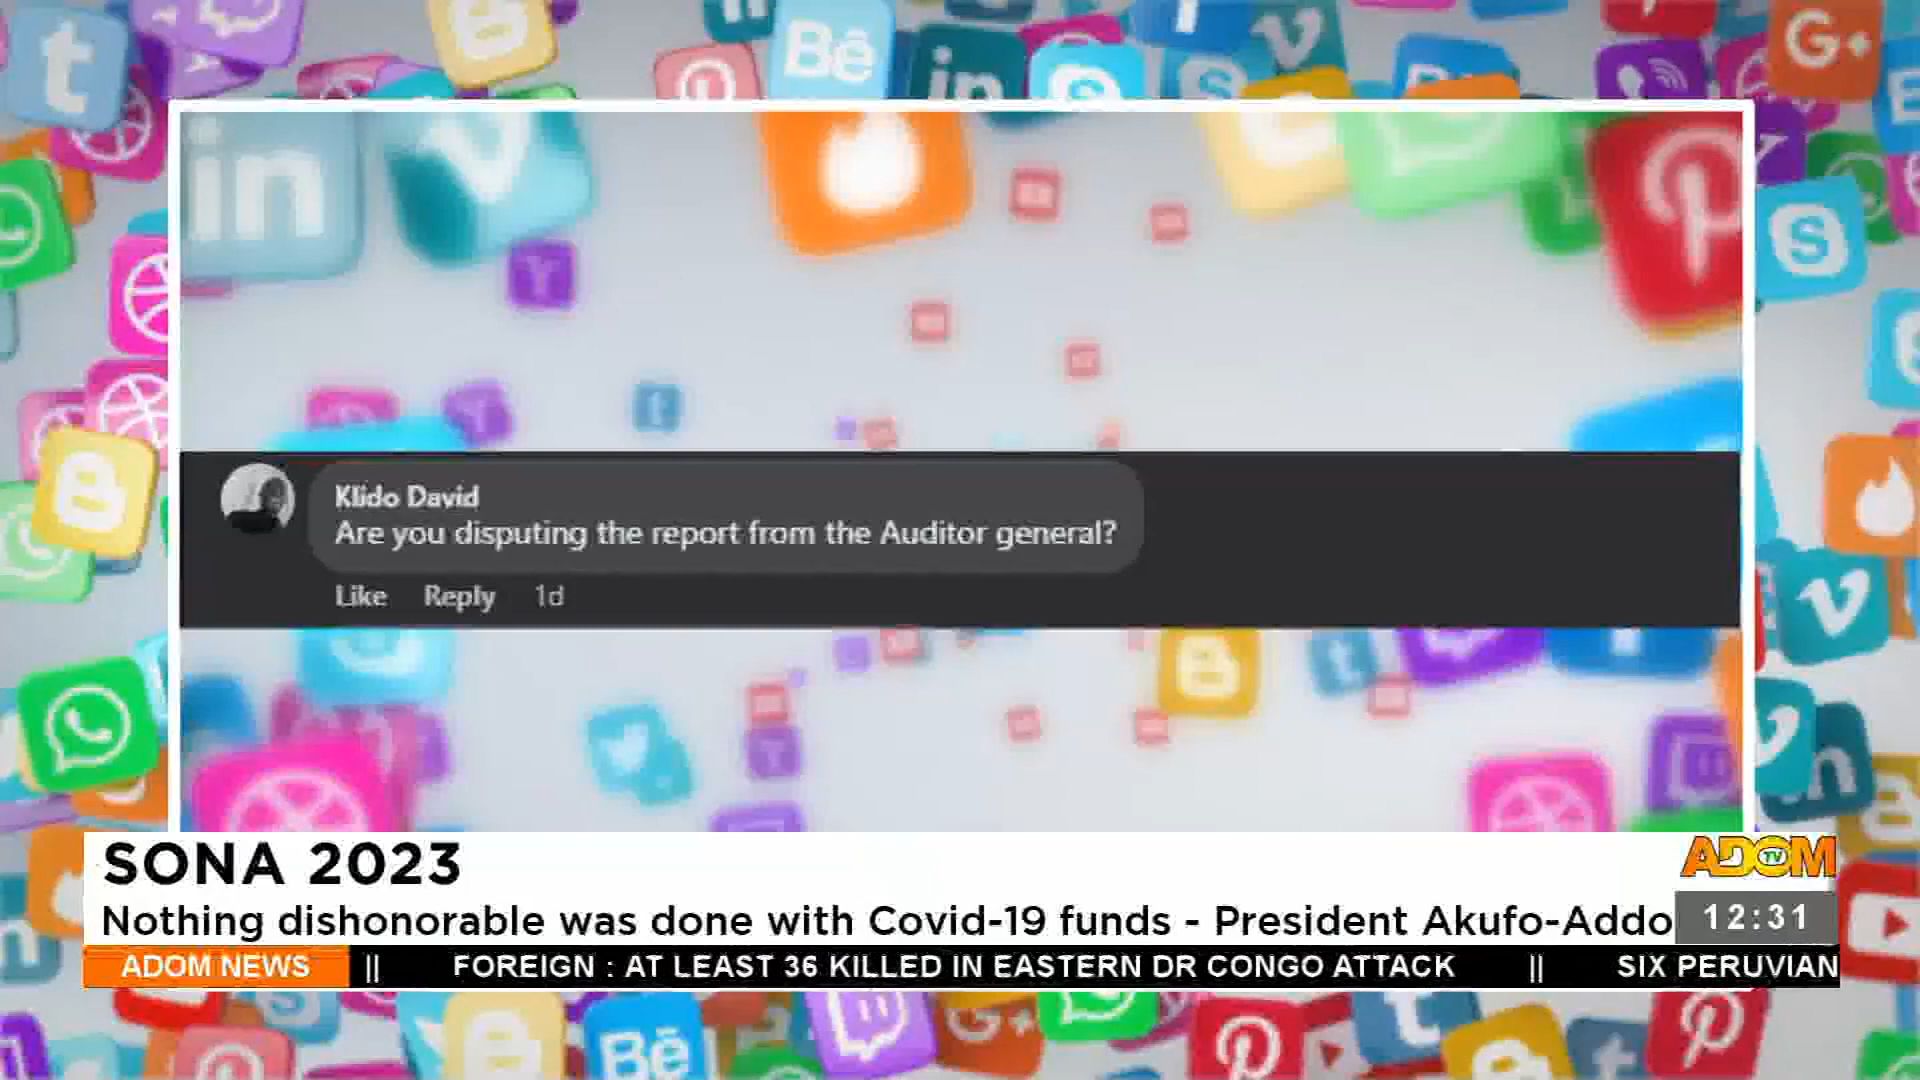 Klido David
Are you disputing the report from the Auditor general?
Like Reply 1d
SONA 2023
ADOM TV
Nothing dishonorable was done with Covid-19 funds - President Akufo-Addo
12:31
ADOM NEWS || FOREIGN : AT LEAST 36 KILLED IN EASTERN DR CONGO ATTACK || SIX PERUVIAN